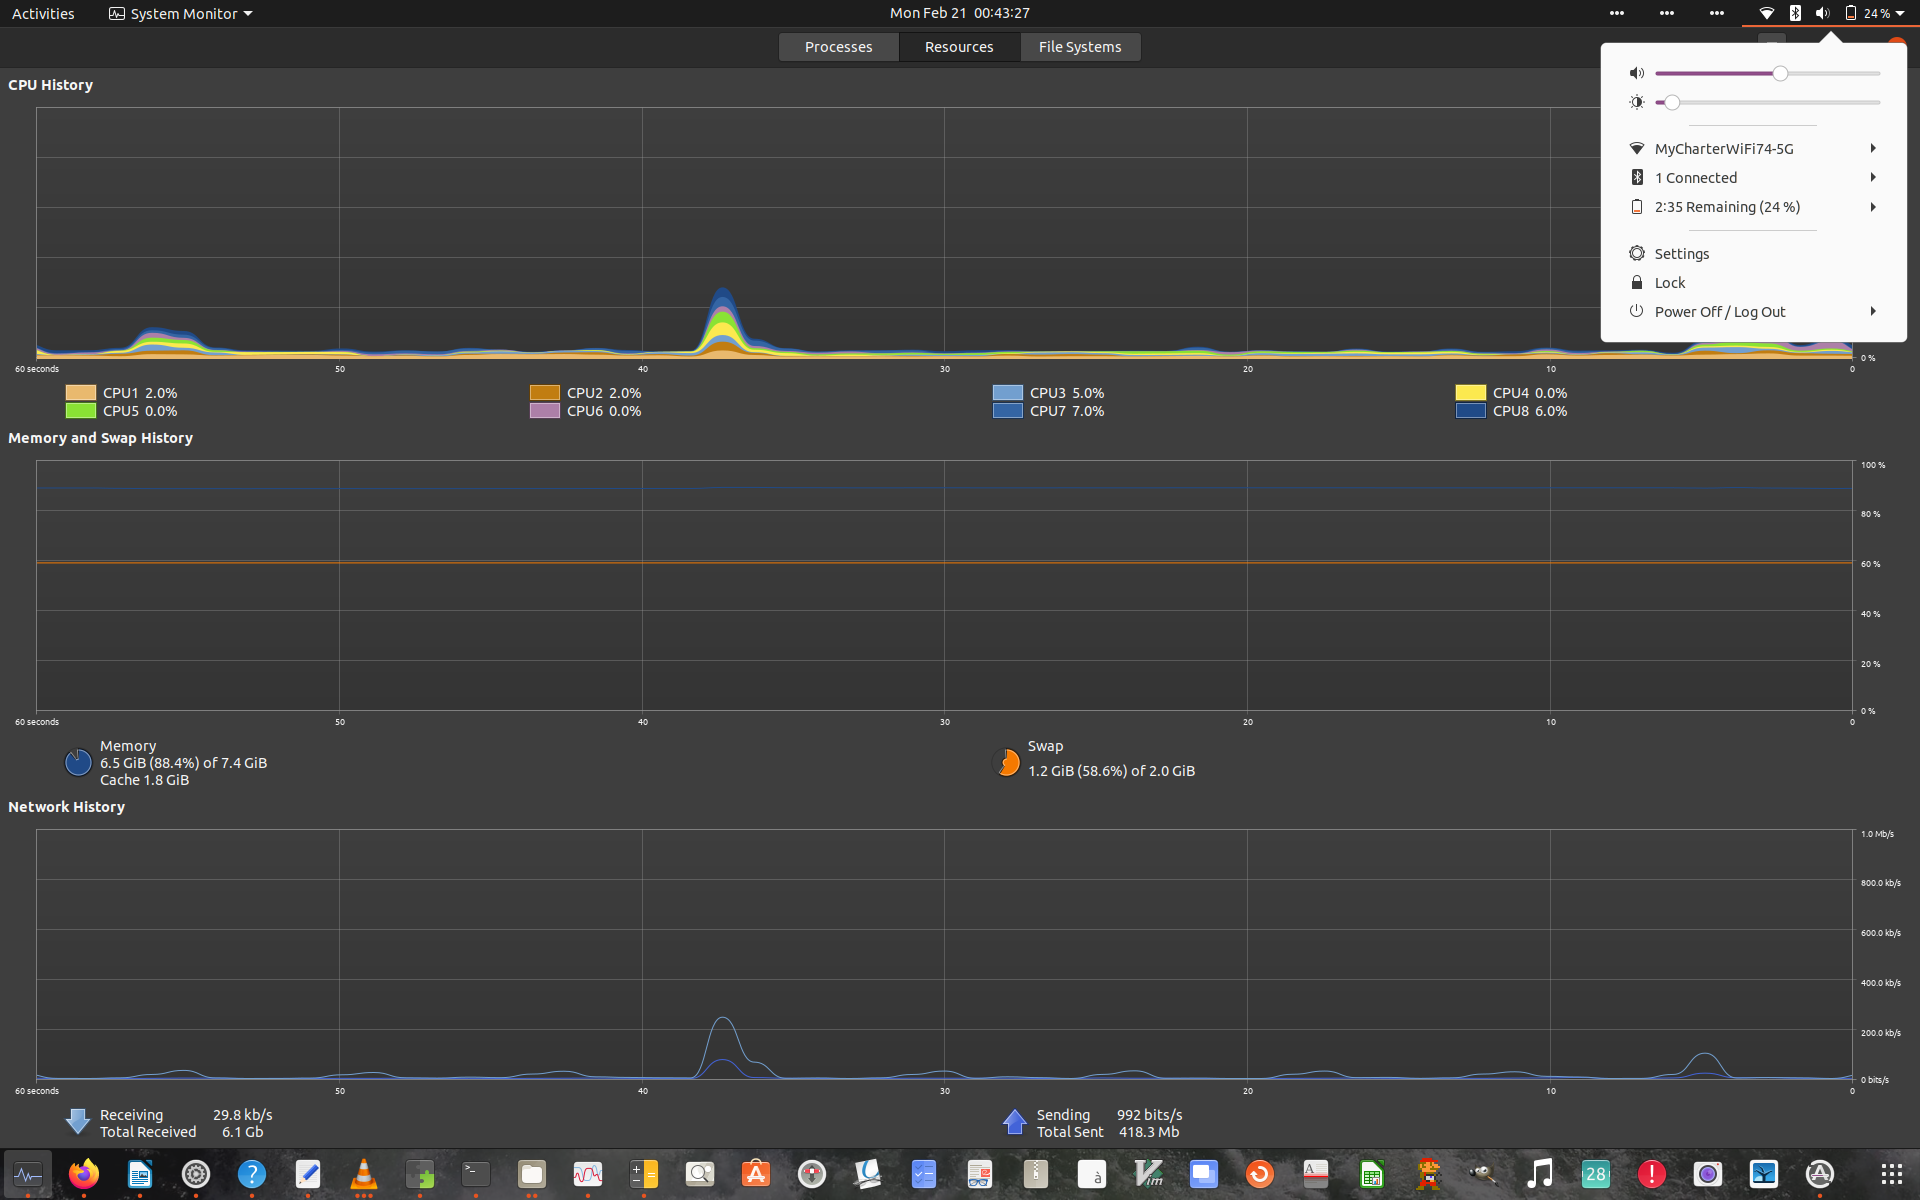 Activities
System Monitor
Mon Feb 21 00:43:27
24 %
Processes
Resources
File Systems
MyCharterWiFi74-5G
1 Connected
2:35 Remaining (24 %)
Settings
Lock
Power Off / Log Out
CPU History
0 %
60 seconds 50 40 30 20 10 0
CPU1 2.0% CPU2 2.0% CPU3 5.0% CPU4 0.0%
CPU5 0.0% CPU6 0.0% CPU7 7.0% CPU8 6.0%
Memory and Swap History
100 %
80 %
60 %
40 %
20 %
0 %
60 seconds 50 40 30 20 10 0
Memory
6.5 GiB (88.4%) of 7.4 GiB
Cache 1.8 GiB
Swap
1.2 GiB (58.6%) of 2.0 GiB
Network History
1.0 Mb/s
800.0 kb/s
600.0 kb/s
400.0 kb/s
200.0 kb/s
0 bits/s
60 seconds 50 40 30 20 10 0
Receiving 29.8 kb/s
Total Received 6.1 Gb
Sending 992 bits/s
Total Sent 418.3 Mb
?
>_
A
à
Vim
A
28
!
A